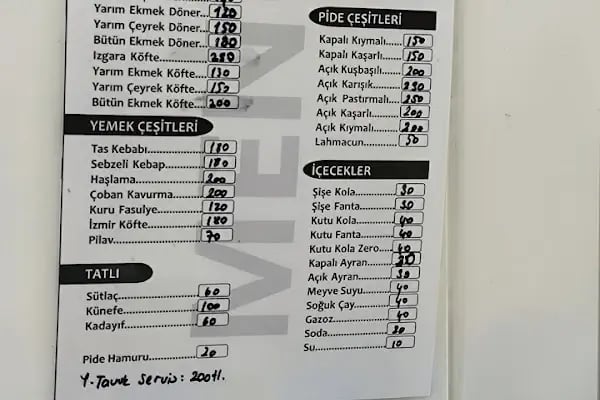 Yarım Ekmek Döner... 120
Yarım Çeyrek Döner... 150
Bütün Ekmek Döner... 180
Izgara Köfte............
Yarım Ekmek Köfte.... 130
Yarım Çeyrek Köfte.... 150
Bütün Ekmek Köfte.... 200
YEMEK ÇEŞİTLERİ
Tas Kebabı............... 180
Sebzeli Kebap........... 180
Haşlama.................. 200
Çoban Kavurma........ 200
Kuru Fasulye............ 120
İzmir Köfte............... 180
Pilav....................... 70
TATLI
Sütlaç..................... 60
Künefe.................... 100
Kadayıf................... 60
Pide Hamuru............ 20
Y. Tavuk Servis: 200tl.
PİDE ÇEŞİTLERİ
Kapalı Kıymalı.... 150
Kapalı Kaşarlı..... 150
Açık Kuşbaşılı..... 200
Açık Karışık........
Açık Pastırmalı.... 250
Açık Kaşarlı........ 200
Açık Kıymalı....... 200
Lahmacun......... 50
İÇECEKLER
Şişe Kola............ 30
Şişe Fanta........... 30
Kutu Kola........... 40
Kutu Fanta.......... 40
Kutu Kola Zero..... 40
Kapalı Ayran........
Açık Ayran.......... 30
Meyve Suyu......... 40
Soğuk Çay........... 40
Gazoz................ 40
Soda.................. 20
Su..................... 10
MENÜ